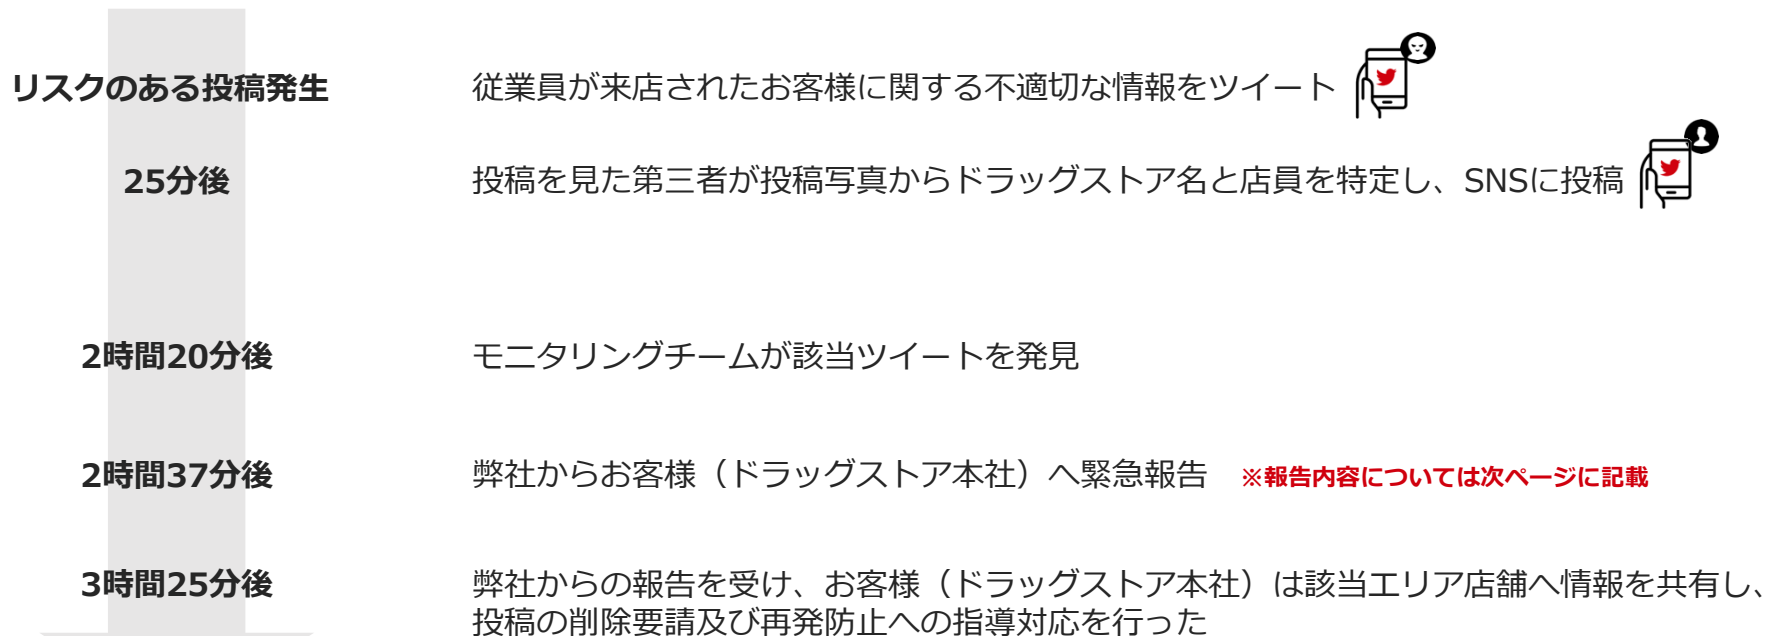 リスクのある投稿発生
従業員が来店されたお客様に関する不適切な情報をツイート
25分後
投稿を見た第三者が投稿写真からドラッグストア名と店員を特定し、SNSに投稿
2時間20分後
モニタリングチームが該当ツイートを発見
2時間37分後
弊社からお客様（ドラッグストア本社）へ緊急報告 ※報告内容については次ページに記載
3時間25分後
弊社からの報告を受け、お客様（ドラッグストア本社）は該当エリア店舗へ情報を共有し、
投稿の削除要請及び再発防止への指導対応を行った